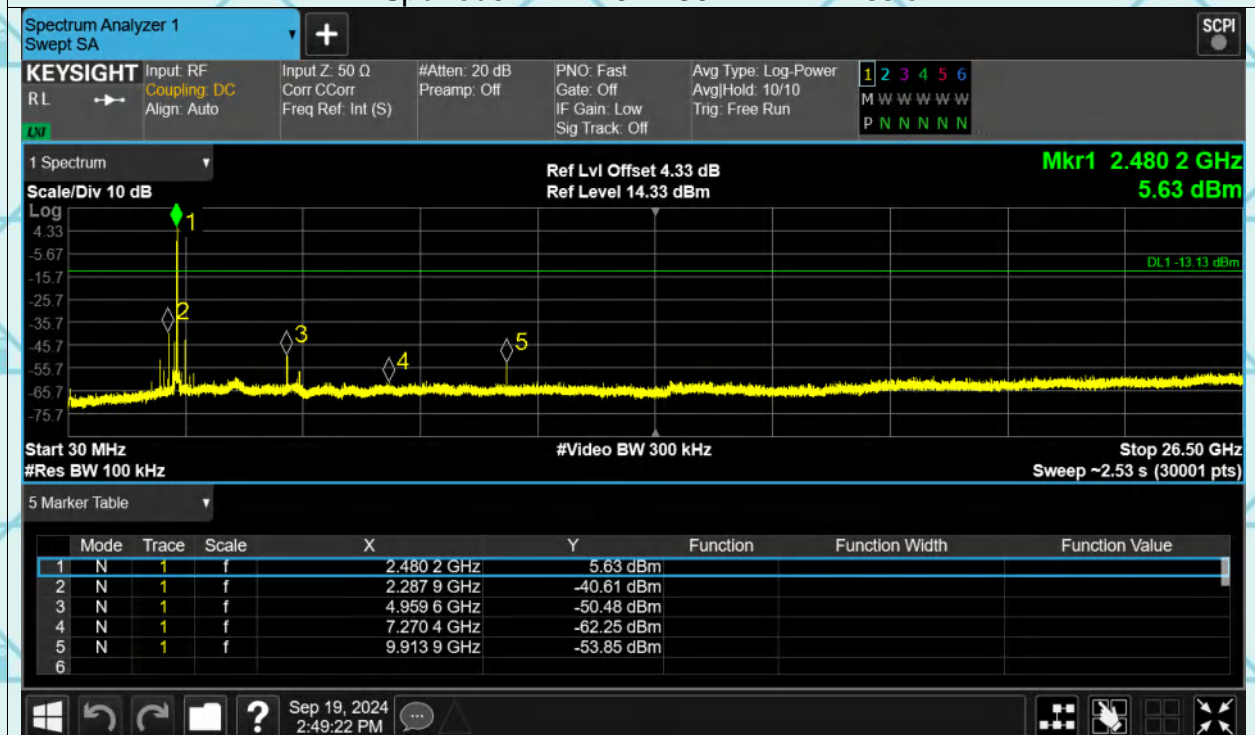 Spectrum Analyzer 1
Swept SA
+
SCPI
KEYSIGHT Input: RF Input Z: 50 Ω #Atten: 20 dB PNO: Fast Avg Type: Log-Power 1 2 3 4 5 6
RL Coupling: DC Corr CCorr Preamp: Off Gate: Off Avg|Hold: 10/10 M W W W W W
Align: Auto Freq Ref: Int (S) IF Gain: Low Trig: Free Run P N N N N N
LXI Sig Track: Off
1 Spectrum Ref Lvl Offset 4.33 dB Mkr1 2.480 2 GHz
Scale/Div 10 dB Ref Level 14.33 dBm 5.63 dBm
Log
1
4.33
-5.67
DL1 -13.13 dBm
-15.7
-25.7
2
-35.7
3
-45.7 5
4
-55.7
-65.7
-75.7
Start 30 MHz #Video BW 300 kHz Stop 26.50 GHz
#Res BW 100 kHz Sweep ~2.53 s (30001 pts)
5 Marker Table
Mode Trace Scale X Y Function Function Width Function Value
1 N 1 f 2.480 2 GHz 5.63 dBm
2 N 1 f 2.287 9 GHz -40.61 dBm
3 N 1 f 4.959 6 GHz -50.48 dBm
4 N 1 f 7.270 4 GHz -62.25 dBm
5 N 1 f 9.913 9 GHz -53.85 dBm
6
? Sep 19, 2024
2:49:22 PM